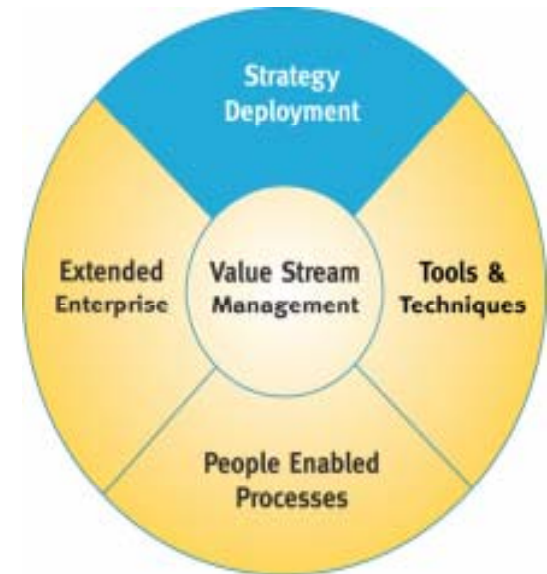 Strategy
Deployment
Extended
Enterprise
Value Stream
Management
Tools &
Techniques
People Enabled
Processes